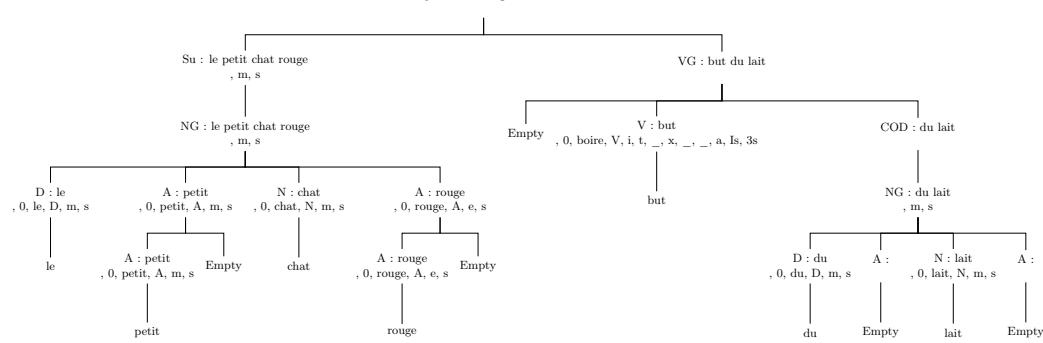 Su : le petit chat rouge
, m, s
VG : but du lait
NG : le petit chat rouge
, m, s
Empty
V : but
, 0, boire, V, i, t, _, x, _, _, a, Is, 3s
COD : du lait
D : le
, 0, le, D, m, s
A : petit
, 0, petit, A, m, s
N : chat
, 0, chat, N, m, s
A : rouge
, 0, rouge, A, e, s
but
NG : du lait
, m, s
le
A : petit
, 0, petit, A, m, s
Empty
chat
A : rouge
, 0, rouge, A, e, s
Empty
D : du
, 0, du, D, m, s
A :
N : lait
, 0, lait, N, m, s
A :
petit
rouge
du
Empty
lait
Empty